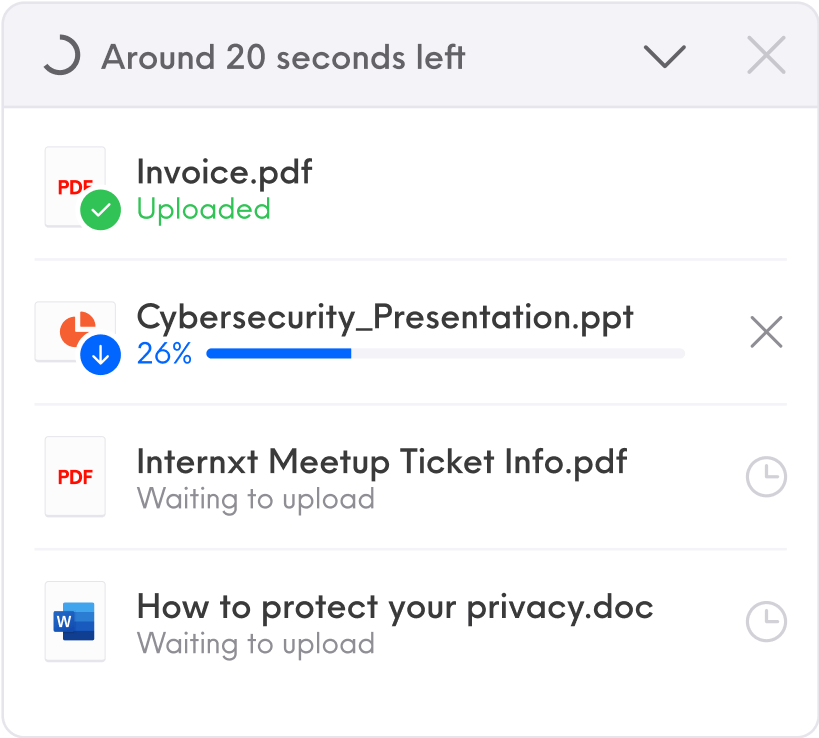 Around 20 seconds left
PDF
Invoice.pdf
Uploaded
Cybersecurity_Presentation.ppt
26%
PDF
Internxt Meetup Ticket Info.pdf
Waiting to upload
W
How to protect your privacy.doc
Waiting to upload